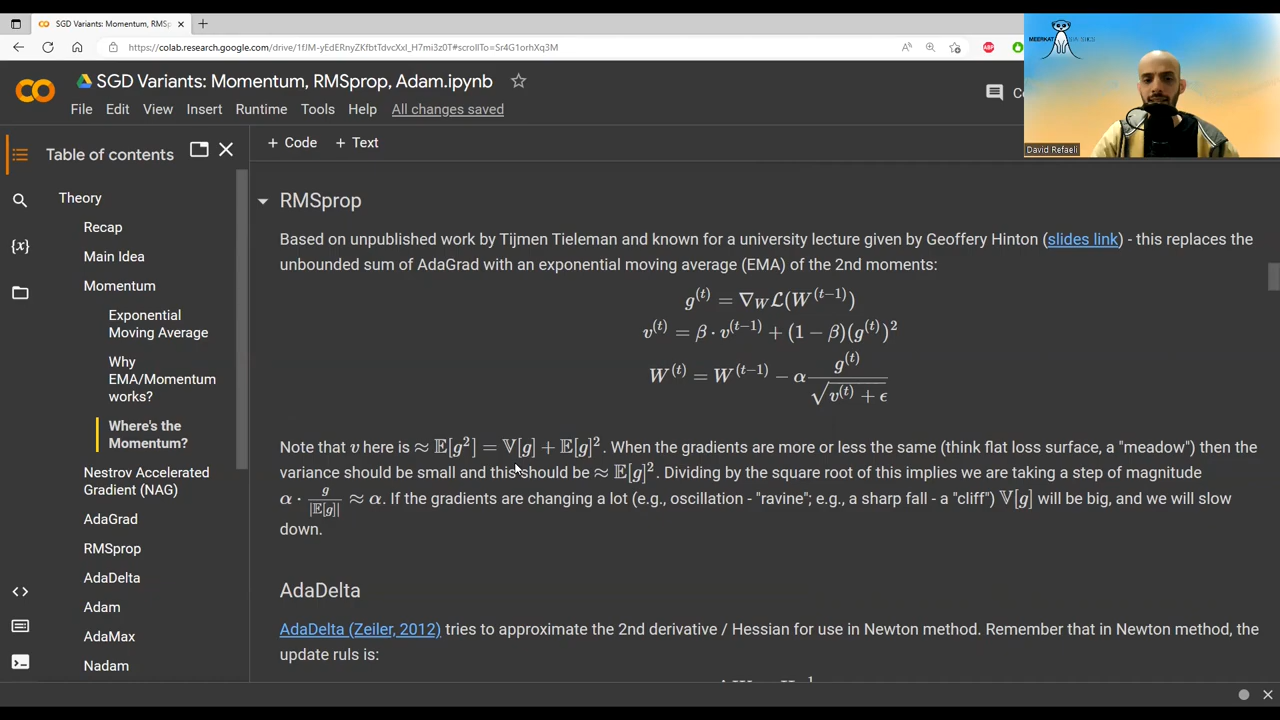 SGD Variants: Momentum, RMSp
https://colab.research.google.com/drive/1fJM-yEdERnyZKfbtTdvcXxI_H7mi3z0T#scrollTo=Sr4G1orhXq3M
ABP
MEERKAT
David Refaeli
SGD Variants: Momentum, RMSprop, Adam.ipynb
File Edit View Insert Runtime Tools Help All changes saved
Co
+ Code + Text
Table of contents
Theory
Recap
Main Idea
Momentum
Exponential
Moving Average
Why
EMA/Momentum
works?
Where's the
Momentum?
Nestrov Accelerated
Gradient (NAG)
AdaGrad
RMSprop
AdaDelta
Adam
AdaMax
Nadam
RMSprop
Based on unpublished work by Tijmen Tieleman and known for a university lecture given by Geoffery Hinton (slides link) - this replaces the
unbounded sum of AdaGrad with an exponential moving average (EMA) of the 2nd moments:
g^(t) = ∇_W ℒ(W^(t−1))
v^(t) = β · v^(t−1) + (1 − β)(g^(t))^2
W^(t) = W^(t−1) − α g^(t) / √(v^(t) + ϵ)
Note that v here is ≈ 𝔼[g^2] = 𝕍[g] + 𝔼[g]^2. When the gradients are more or less the same (think flat loss surface, a "meadow") then the
variance should be small and this should be ≈ 𝔼[g]^2. Dividing by the square root of this implies we are taking a step of magnitude
α · g / |𝔼[g]| ≈ α. If the gradients are changing a lot (e.g., oscillation - "ravine"; e.g., a sharp fall - a "cliff") 𝕍[g] will be big, and we will slow
down.
AdaDelta
AdaDelta (Zeiler, 2012) tries to approximate the 2nd derivative / Hessian for use in Newton method. Remember that in Newton method, the
update ruls is: